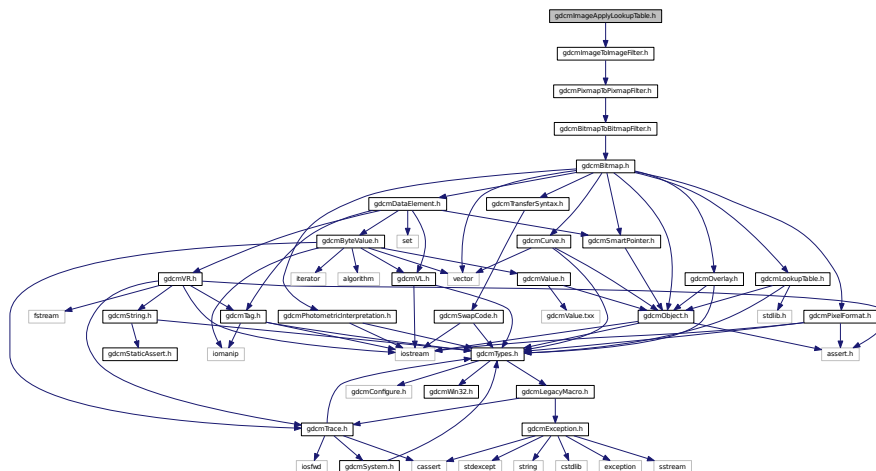 gdcmImageApplyLookupTable.h
gdcmImageToImageFilter.h
gdcmPixmapToPixmapFilter.h
gdcmBitmapToBitmapFilter.h
gdcmBitmap.h
gdcmDataElement.h
gdcmTransferSyntax.h
gdcmByteValue.h
set
gdcmCurve.h
gdcmSmartPointer.h
gdcmVR.h
iterator
algorithm
gdcmVL.h
vector
gdcmValue.h
gdcmOverlay.h
gdcmLookupTable.h
fstream
gdcmString.h
gdcmTag.h
gdcmPhotometricInterpretation.h
gdcmSwapCode.h
gdcmValue.txx
gdcmObject.h
stdlib.h
gdcmPixelFormat.h
gdcmStaticAssert.h
iomanip
iostream
gdcmTypes.h
assert.h
gdcmConfigure.h
gdcmWin32.h
gdcmLegacyMacro.h
gdcmTrace.h
gdcmException.h
iosfwd
gdcmSystem.h
cassert
stdexcept
string
cstdlib
exception
sstream